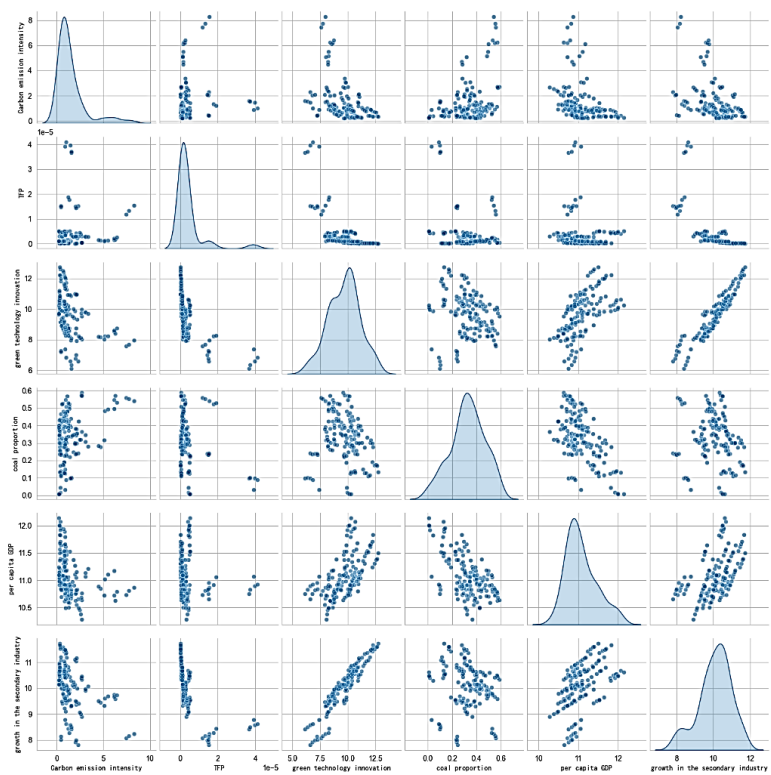 Carbon emission intensity
8
6
4
2
0
1e-5
TFP
4
3
2
1
0
green technology innovation
12
10
8
6
coal proportion
0.6
0.5
0.4
0.3
0.2
0.1
0.0
per capita GDP
12.0
11.5
11.0
10.5
growth in the secondary industry
11
10
9
8
0 5 10
0 2 4
5.0 7.5 10.0 12.5
0.0 0.2 0.4 0.6
10 11 12
8 10 12
Carbon emission intensity
TFP 1e-5
green technology innovation
coal proportion
per capita GDP
growth in the secondary industry